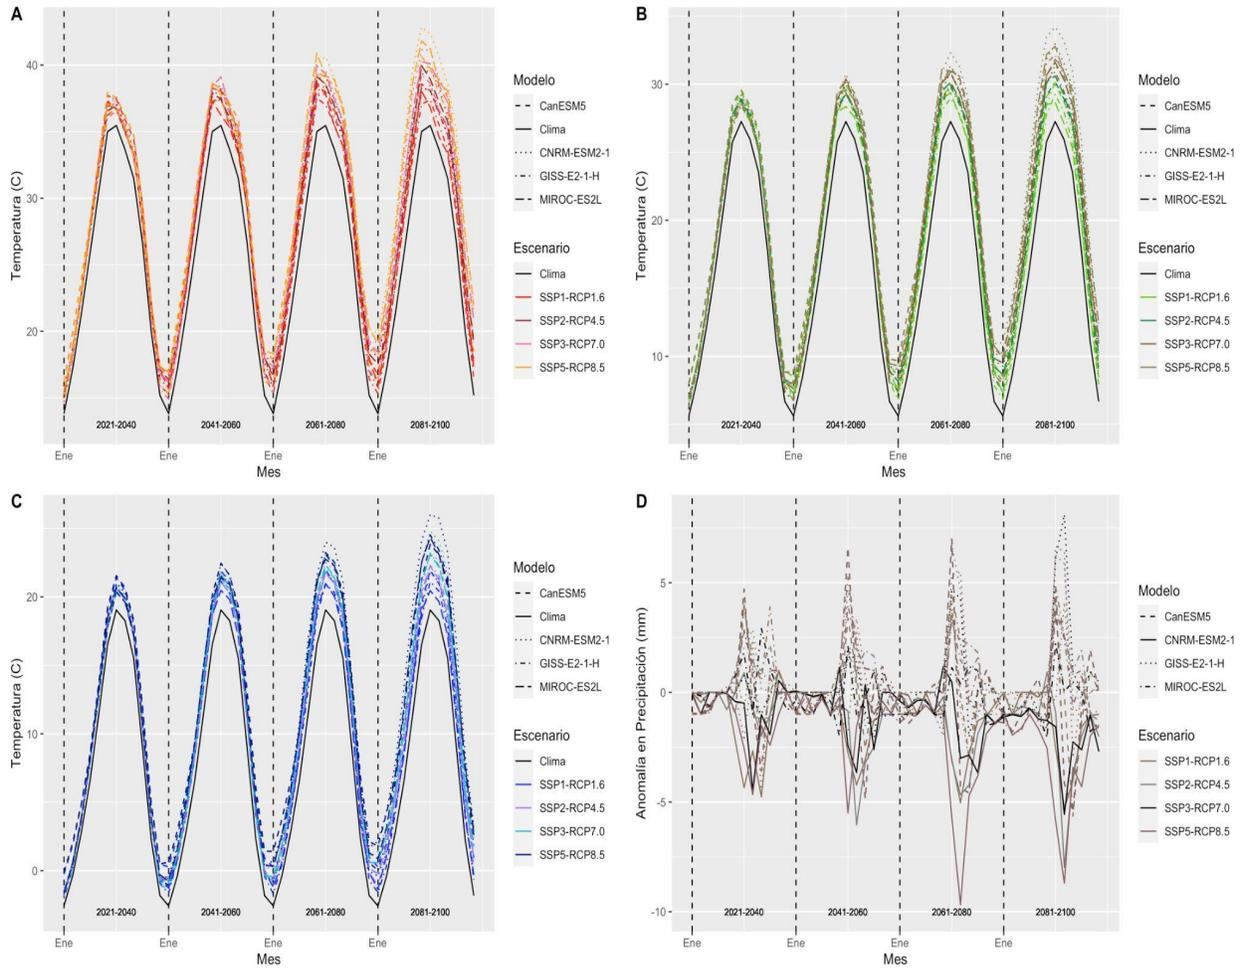 A
Temperatura (C)
40
30
20
2021-2040
2041-2060
2061-2080
2081-2100
Ene
Ene
Ene
Ene
Mes
Modelo
CanESM5
Clima
CNRM-ESM2-1
GISS-E2-1-H
MIROC-ES2L
Escenario
Clima
SSP1-RCP1.6
SSP2-RCP4.5
SSP3-RCP7.0
SSP5-RCP8.5
B
Temperatura (C)
30
20
10
2021-2040
2041-2060
2061-2080
2081-2100
Ene
Ene
Ene
Ene
Mes
Modelo
CanESM5
Clima
CNRM-ESM2-1
GISS-E2-1-H
MIROC-ES2L
Escenario
Clima
SSP1-RCP1.6
SSP2-RCP4.5
SSP3-RCP7.0
SSP5-RCP8.5
C
Temperatura (C)
20
10
0
2021-2040
2041-2060
2061-2080
2081-2100
Ene
Ene
Ene
Ene
Mes
Modelo
CanESM5
Clima
CNRM-ESM2-1
GISS-E2-1-H
MIROC-ES2L
Escenario
Clima
SSP1-RCP1.6
SSP2-RCP4.5
SSP3-RCP7.0
SSP5-RCP8.5
D
Anomalía en Precipitación (mm)
5
0
-5
-10
2021-2040
2041-2060
2061-2080
2081-2100
Ene
Ene
Ene
Ene
Mes
Modelo
CanESM5
CNRM-ESM2-1
GISS-E2-1-H
MIROC-ES2L
Escenario
SSP1-RCP1.6
SSP2-RCP4.5
SSP3-RCP7.0
SSP5-RCP8.5